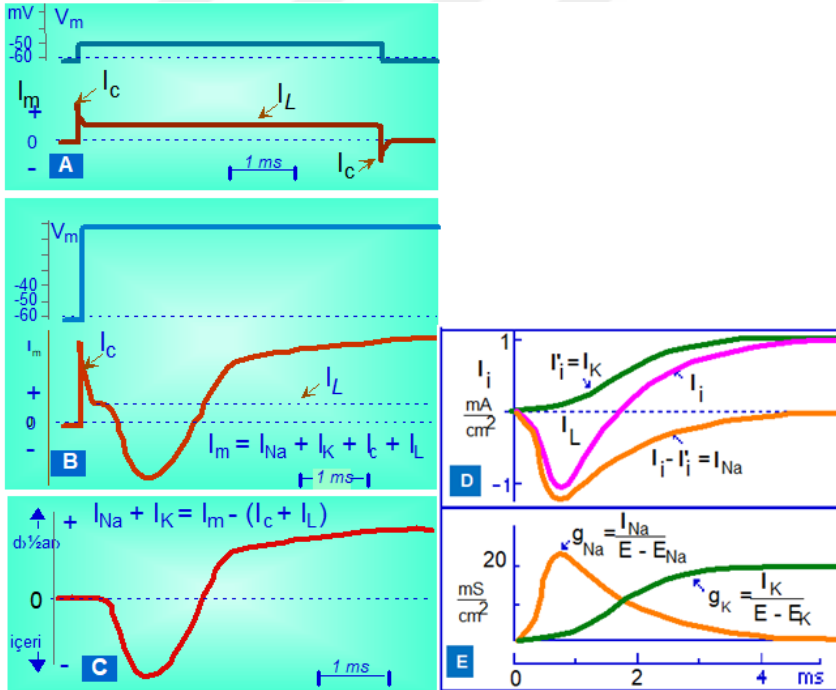 mV Vm
-50
-60
Im
Ic
IL
+
0
-
A
1 ms
Ic
Vm
-40
-50
-60
Im
Ic
+
IL
0
-
Im = INa + IK + Ic + IL
B
1 ms
+ INa + IK = Im - (Ic + IL)
d›½ar›
0
içeri
-
C
1 ms
1
I'i = IK
Ii
Ii
mA
cm2
IL
Ii - I'i = INa
D
-1
gNa = INa
E - ENa
20
mS
cm2
gK = IK
E - EK
E
0
2
4
ms